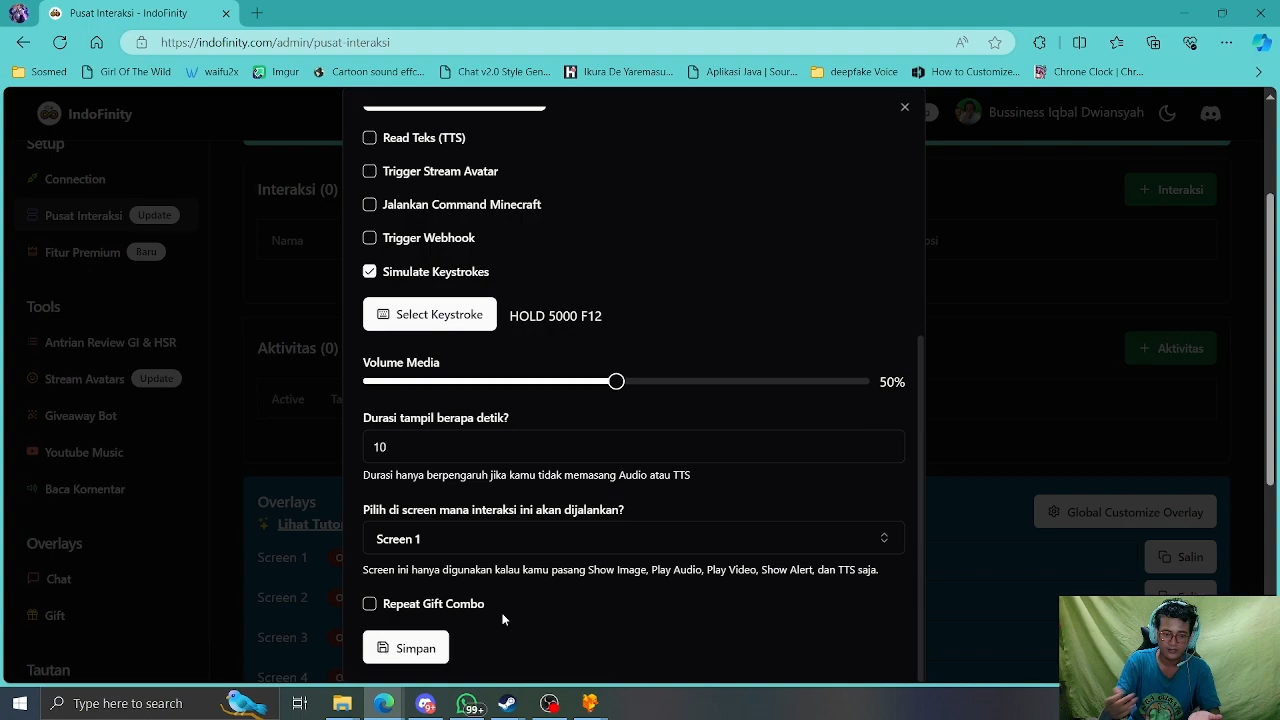 Pusat Interaksi - IndoFinity
https://indofinity.com/admin/pusat-interaksi
Sosmed
Girl Of The Wild
waifu2x
Imgur
Cartoon sound effc...
Chat v2.0 Style Gen...
Ikura De Yaremasu...
Aplikasi Java | Sour...
deepfake Voice
How to Customize...
Chrome Clock | Chr...
IndoFinity
Bussiness Iqbal Dwiansyah
Setup
Connection
Pusat Interaksi Update
Fitur Premium Baru
Tools
Antrian Review GI & HSR
Stream Avatars Update
Giveaway Bot
Youtube Music
Baca Komentar
Overlays
Chat
Gift
Tautan
Interaksi (0)
+ Interaksi
Nama
Aktivitas (0)
+ Aktivitas
Active
Overlays
Lihat Tuto
Global Customize Overlay
Screen 1
Salin
Screen 2
Screen 3
Screen 4
Read Teks (TTS)
Trigger Stream Avatar
Jalankan Command Minecraft
Trigger Webhook
Simulate Keystrokes
Select Keystroke
HOLD 5000 F12
Volume Media
50%
Durasi tampil berapa detik?
10
Durasi hanya berpengaruh jika kamu tidak memasang Audio atau TTS
Pilih di screen mana interaksi ini akan dijalankan?
Screen 1
Screen ini hanya digunakan kalau kamu pasang Show Image, Play Audio, Play Video, Show Alert, dan TTS saja.
Repeat Gift Combo
Simpan
Type here to search
9+
99+